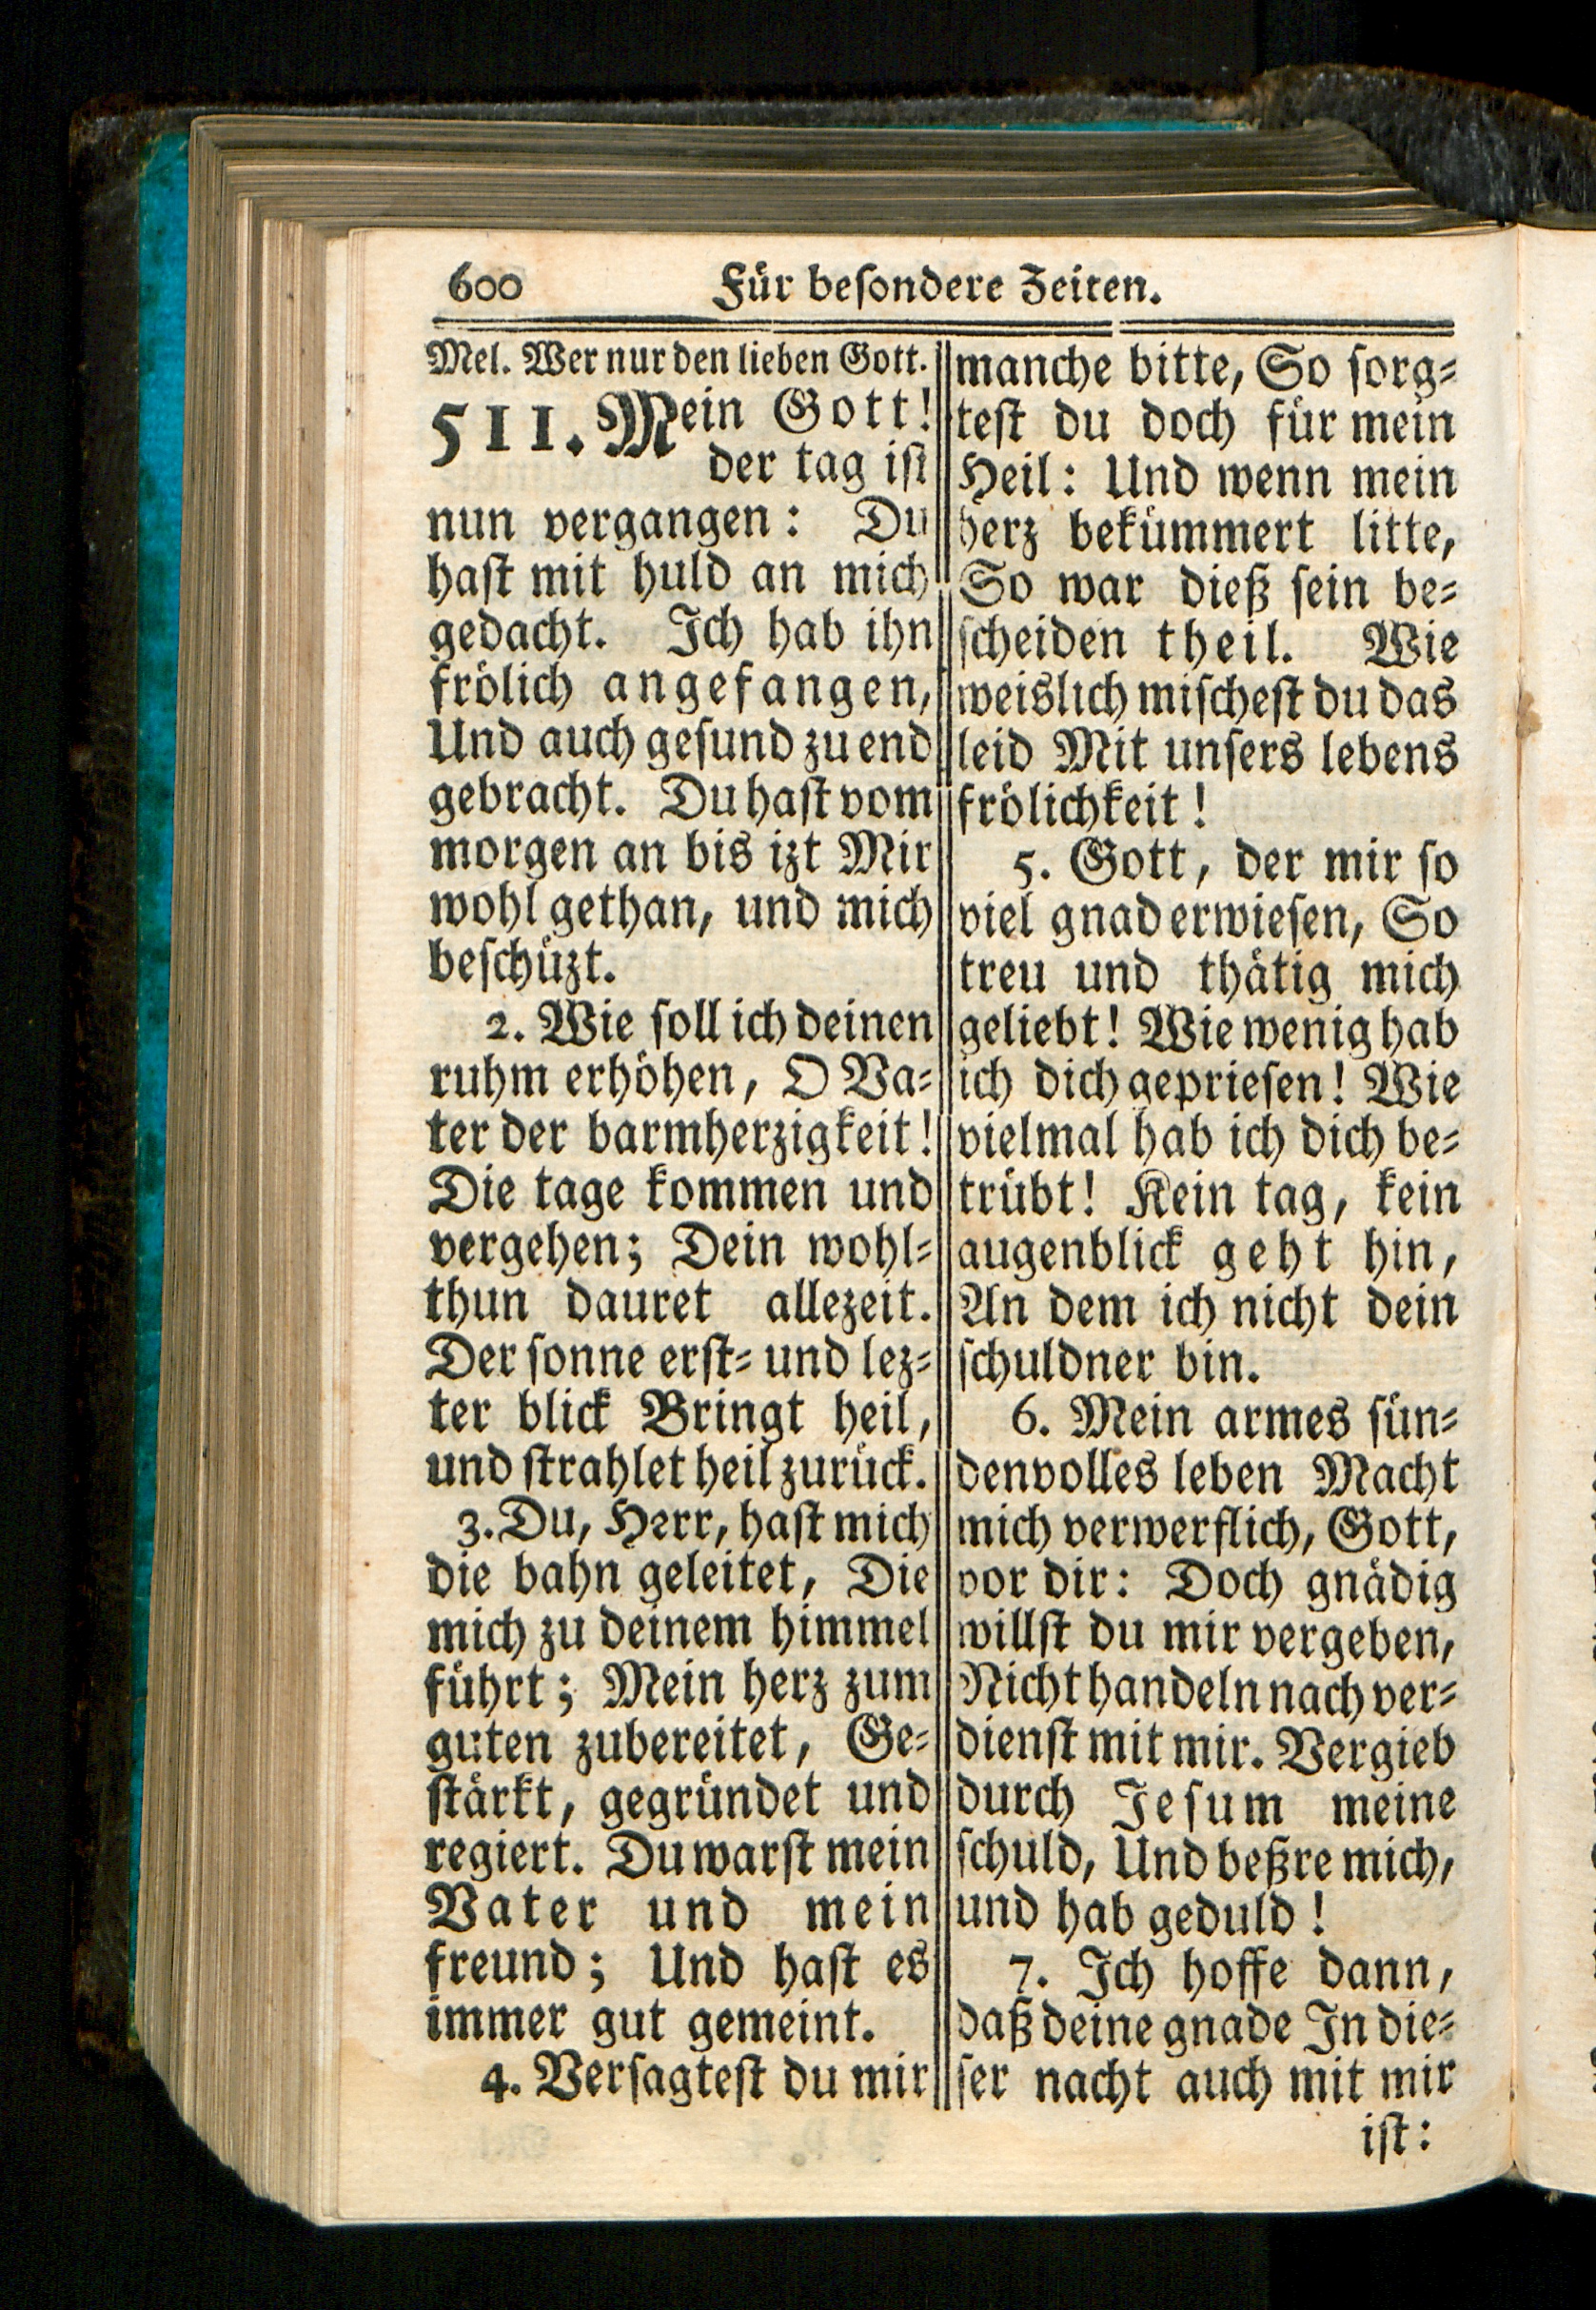 600 Für beſondere Zeiten.
Mel. Wer nur den lieben Gott.
511. Mein Gott!
der tag iſt
nun vergangen: Du
haſt mit huld an mich
gedacht. Ich hab ihn
frölich angefangen,
Und auch geſund zu end
gebracht. Du haſt vom
morgen an bis izt Mir
wohl gethan, und mich
beſchüzt.
2. Wie ſoll ich deinen
ruhm erhöhen, O Va⸗
ter der barmherzigkeit!
Die tage kommen und
vergehen; Dein wohl⸗
thun dauret allezeit.
Der ſonne erſt⸗ und lez⸗
ter blick Bringt heil,
und ſtrahlet heil zurück.
3. Du, Herr, haſt mich
die bahn geleitet, Die
mich zu deinem himmel
führt; Mein herz zum
guten zubereitet, Ge⸗
ſtärkt, gegründet und
regiert. Du warſt mein
Vater und mein
freund; Und haſt es
immer gut gemeint.
4. Verſagteſt du mir
manche bitte, So ſorg⸗
teſt du doch für mein
Heil: Und wenn mein
herz bekümmert litte,
So war dieß ſein be⸗
ſcheiden theil. Wie
weislich miſcheſt du das
leid Mit unſers lebens
frölichkeit!
5. Gott, der mir ſo
viel gnad erwieſen, So
treu und thätig mich
geliebt! Wie wenig hab
ich dich geprieſen! Wie
vielmal hab ich dich be⸗
trübt! Kein tag, kein
augenblick geht hin,
An dem ich nicht dein
ſchuldner bin.
6. Mein armes ſün⸗
denvolles leben Macht
mich verwerflich, Gott,
vor dir: Doch gnädig
willſt du mir vergeben,
Nicht handeln nach ver⸗
dienſt mit mir. Vergieb
durch Jeſum meine
ſchuld, Und beßre mich,
und hab geduld!
7. Ich hoffe dann,
daß deine gnade In die⸗
ſer nacht auch mit mir
iſt: